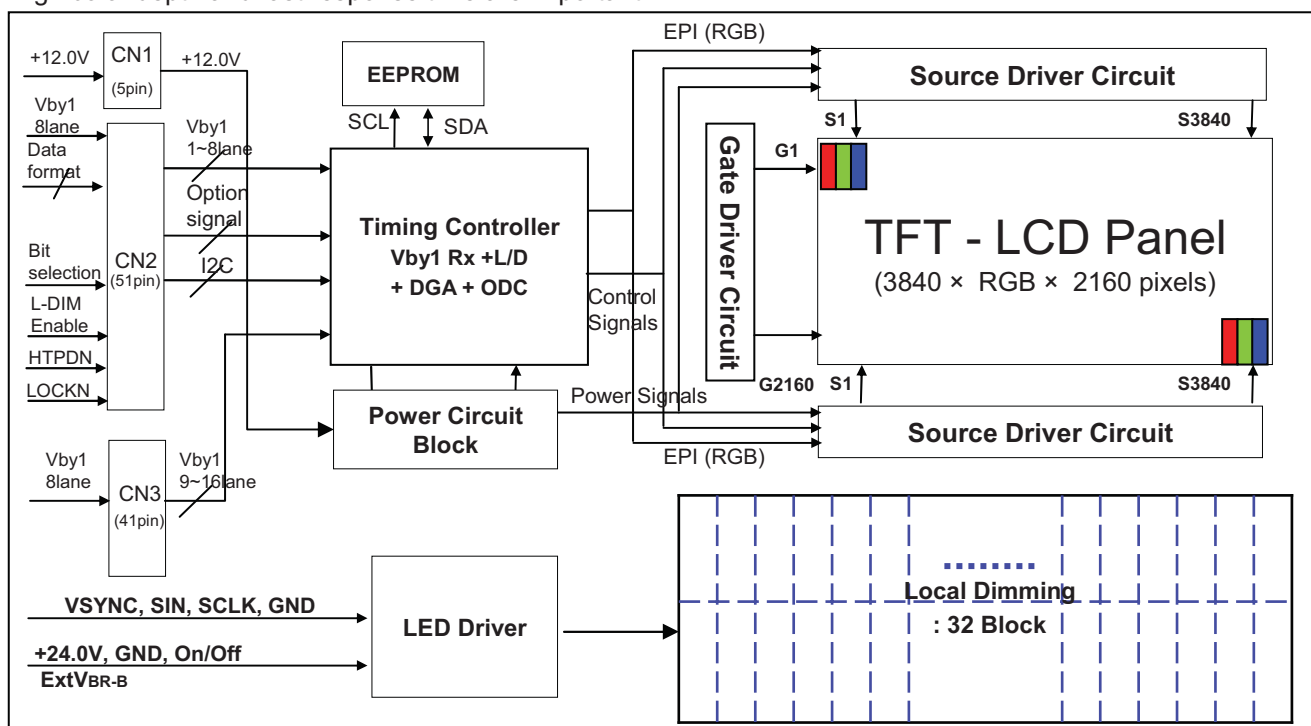 EPI (RGB)
+12.0V
CN1
(5pin)
+12.0V
EEPROM
SCL
SDA
Source Driver Circuit
S1
S3840
Vby1
8lane
Data
format
Vby1
1~8lane
Option
signal
I2C
Bit
selection
CN2
(51pin)
L-DIM
Enable
HTPDN
LOCKN
Timing Controller
Vby1 Rx +L/D
+ DGA + ODC
Control
Signals
Gate Driver Circuit
G1
G2160
TFT - LCD Panel
(3840 × RGB × 2160 pixels)
S1
S3840
Power Circuit
Block
Power Signals
Source Driver Circuit
EPI (RGB)
Vby1
8lane
CN3
(41pin)
Vby1
9~16lane
VSYNC, SIN, SCLK, GND
+24.0V, GND, On/Off
ExtVBR-B
LED Driver
Local Dimming
: 32 Block